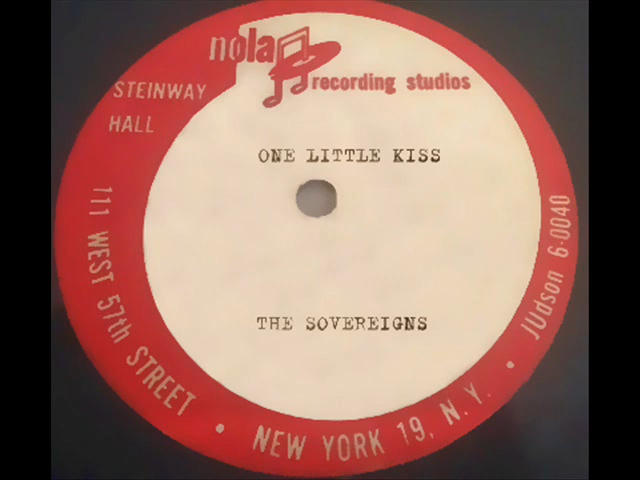 nola
recording studios
STEINWAY
HALL
ONE LITTLE KISS
THE SOVEREIGNS
111 WEST 57th STREET • NEW YORK 19, N.Y. • JUdson 6-0040